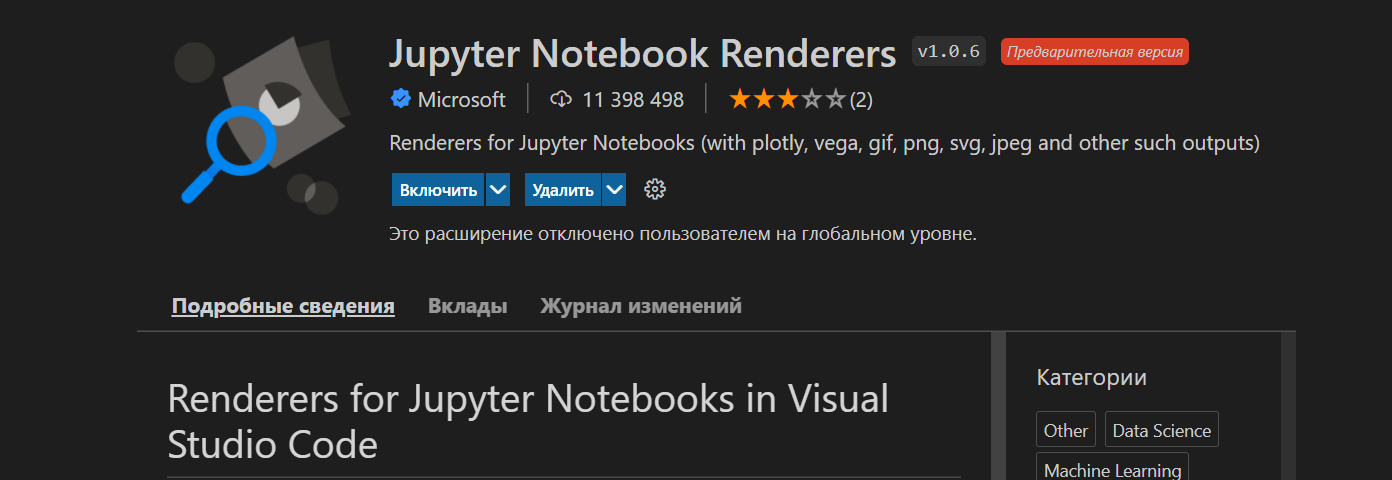 Jupyter Notebook Renderers v1.0.6 Предварительная версия
Microsoft 11 398 498 (2)
Renderers for Jupyter Notebooks (with plotly, vega, gif, png, svg, jpeg and other such outputs)
Включить Удалить
Это расширение отключено пользователем на глобальном уровне.
Подробные сведения Вклады Журнал изменений
Renderers for Jupyter Notebooks in Visual
Studio Code
Категории
Other Data Science
Machine Learning